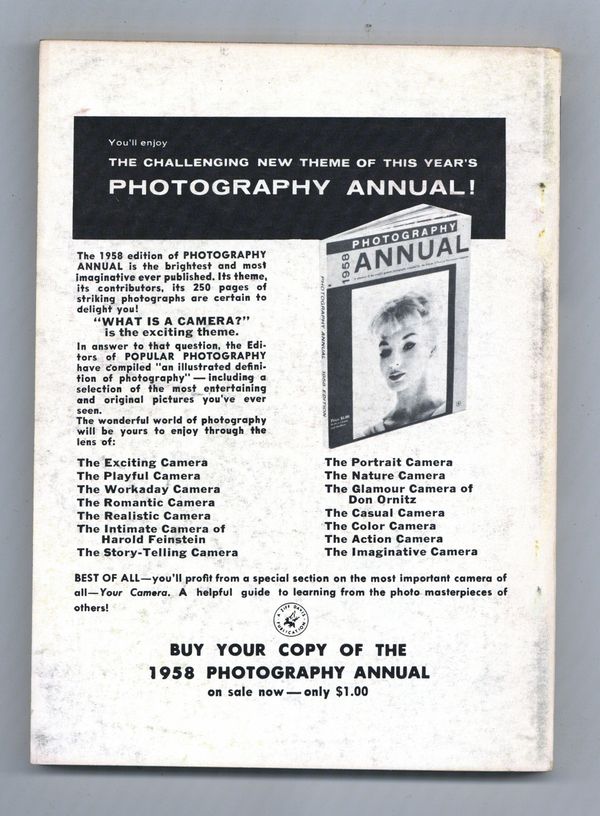 You'll enjoy
THE CHALLENGING NEW THEME OF THIS YEAR'S
PHOTOGRAPHY ANNUAL!
The 1958 edition of PHOTOGRAPHY
ANNUAL is the brightest and most
imaginative ever published. Its theme,
its contributors, its 250 pages of
striking photographs are certain to
delight you!
"WHAT IS A CAMERA?"
is the exciting theme.
In answer to that question, the Edi-
tors of POPULAR PHOTOGRAPHY
have compiled "an illustrated defini-
tion of photography" — including a
selection of the most entertaining
and original pictures you've ever
seen.
The wonderful world of photography
will be yours to enjoy through the
lens of:
1958
PHOTOGRAPHY
ANNUAL
PHOTOGRAPHY ANNUAL 1958 EDITION
The Exciting Camera
The Playful Camera
The Workaday Camera
The Romantic Camera
The Realistic Camera
The Intimate Camera of
Harold Feinstein
The Story-Telling Camera
The Portrait Camera
The Nature Camera
The Glamour Camera of
Don Ornitz
The Casual Camera
The Color Camera
The Action Camera
The Imaginative Camera
BEST OF ALL—you'll profit from a special section on the most important camera of
all—Your Camera. A helpful guide to learning from the photo masterpieces of
others!
A ZIFF DAVIS PUBLICATION
BUY YOUR COPY OF THE
1958 PHOTOGRAPHY ANNUAL
on sale now — only $1.00